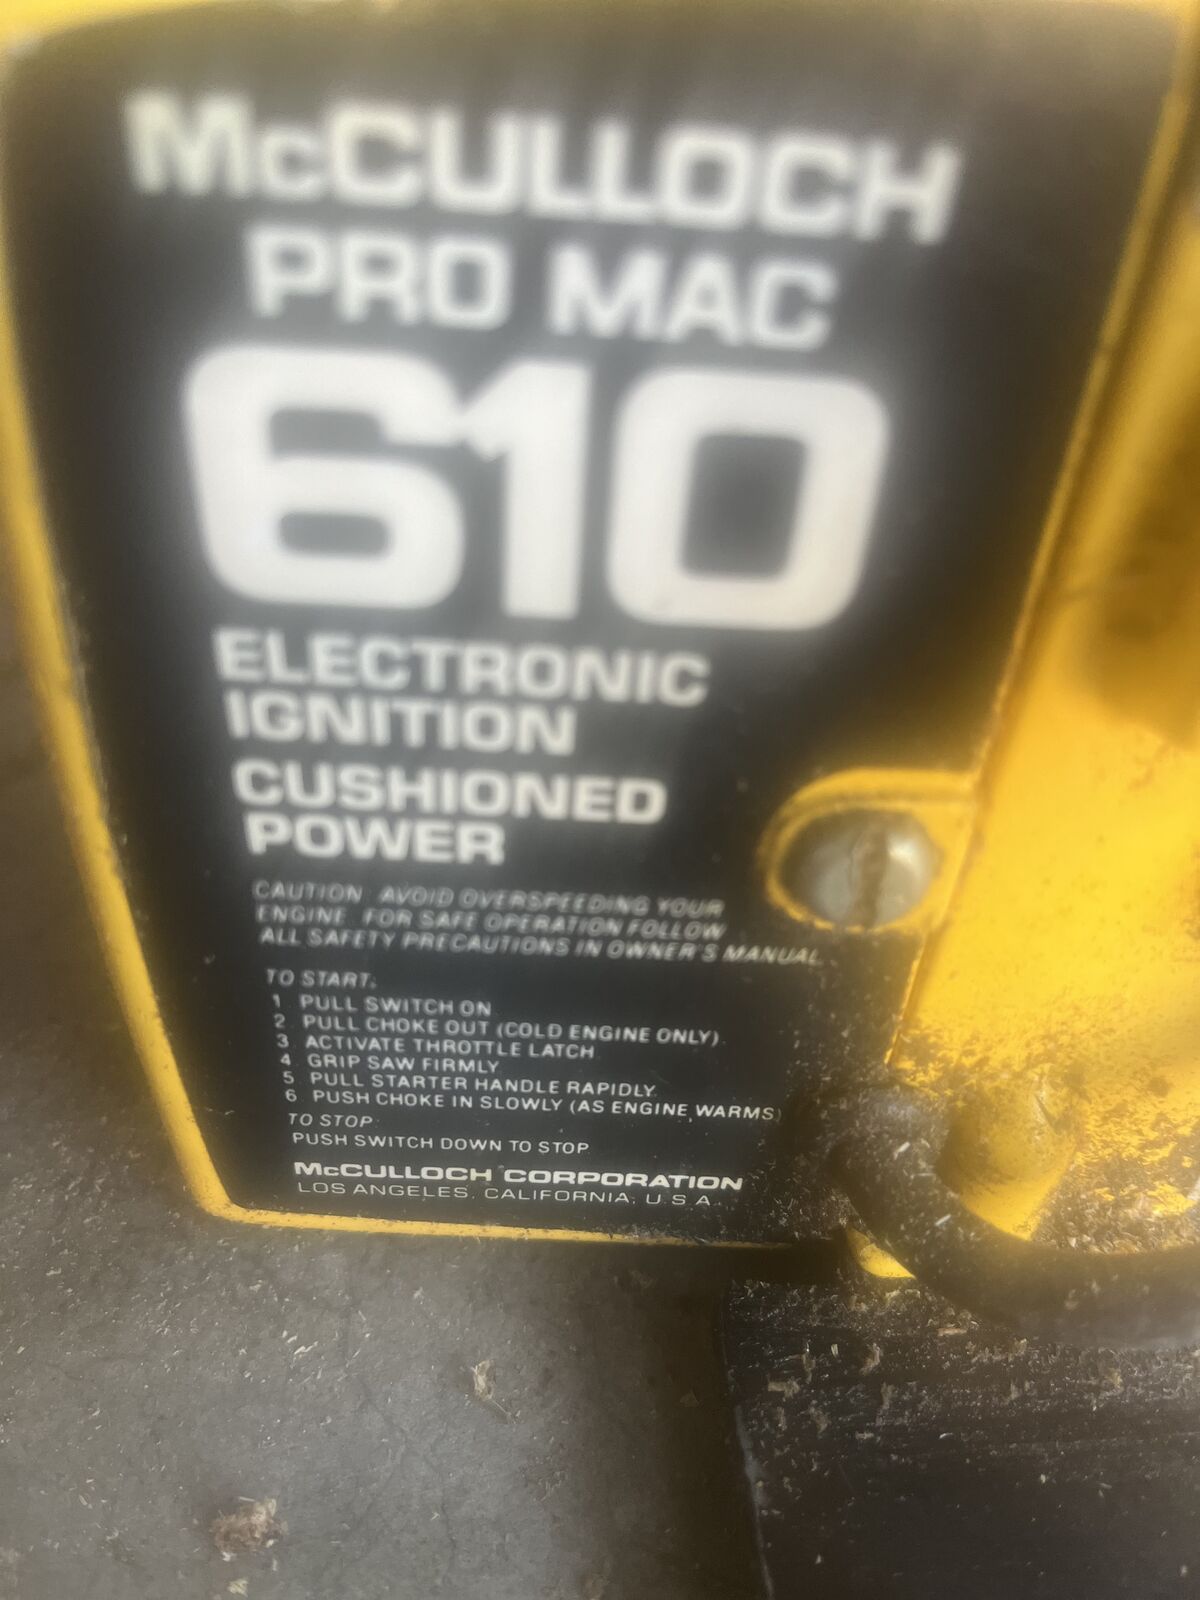 McCULLOCH
PRO MAC
610
ELECTRONIC
IGNITION
CUSHIONED
POWER
CAUTION: AVOID OVERSPEEDING YOUR
ENGINE. FOR SAFE OPERATION FOLLOW
ALL SAFETY PRECAUTIONS IN OWNER'S MANUAL.
TO START:
1. PULL SWITCH ON
2. PULL CHOKE OUT (COLD ENGINE ONLY).
3. ACTIVATE THROTTLE LATCH
4. GRIP SAW FIRMLY
5. PULL STARTER HANDLE RAPIDLY.
6. PUSH CHOKE IN SLOWLY (AS ENGINE WARMS)
TO STOP
PUSH SWITCH DOWN TO STOP
McCULLOCH CORPORATION
LOS ANGELES, CALIFORNIA, U.S.A.